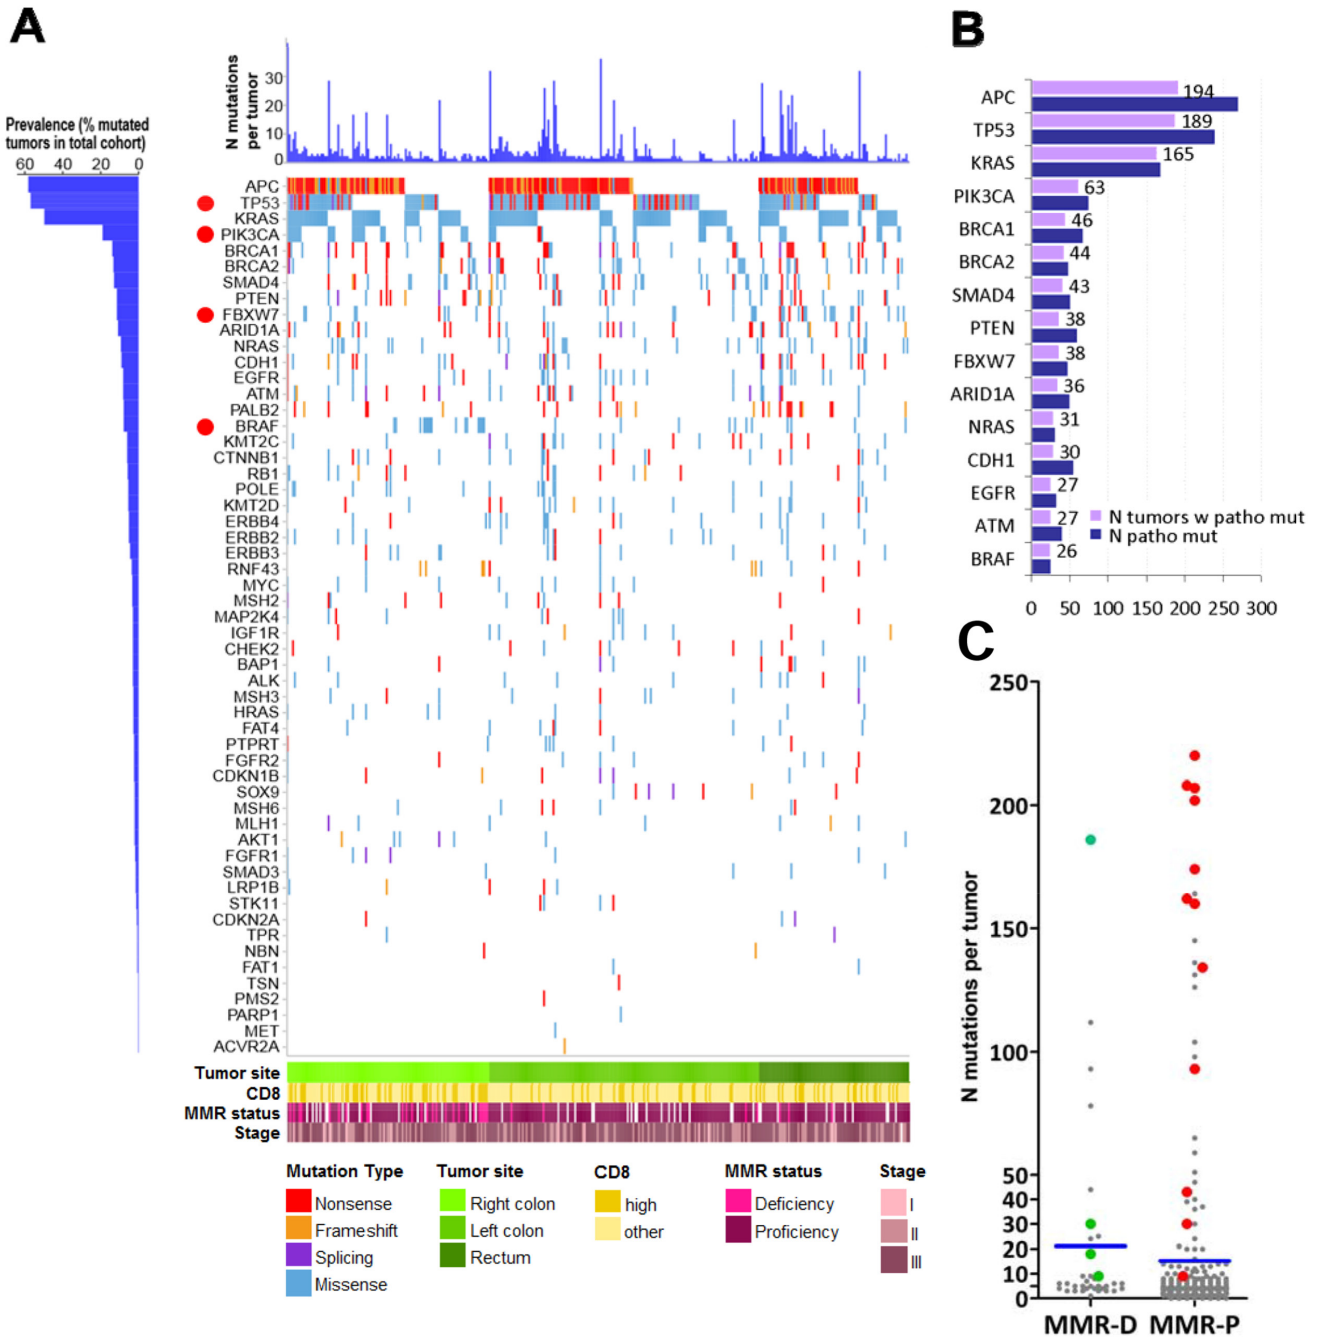 A
Prevalence (% mutated
tumors in total cohort)
60 40 20 0
N mutations
per tumor
30
20
10
0
APC
TP53
KRAS
PIK3CA
BRCA1
BRCA2
SMAD4
PTEN
FBXW7
ARID1A
NRAS
CDH1
EGFR
ATM
PALB2
BRAF
KMT2C
CTNNB1
RB1
POLE
KMT2D
ERBB4
ERBB2
ERBB3
RNF43
MYC
MSH2
MAP2K4
IGF1R
CHEK2
BAP1
ALK
MSH3
HRAS
FAT4
PTPRT
FGFR2
CDKN1B
SOX9
MSH6
MLH1
AKT1
FGFR1
SMAD3
LRP1B
STK11
CDKN2A
TPR
NBN
FAT1
TSN
PMS2
PARP1
MET
ACVR2A
Tumor site
CD8
MMR status
Stage
Mutation Type
Nonsense
Frameshift
Splicing
Missense
Tumor site
Right colon
Left colon
Rectum
CD8
high
other
MMR status
Deficiency
Proficiency
Stage
I
II
III
B
APC 194
TP53 189
KRAS 165
PIK3CA 63
BRCA1 46
BRCA2 44
SMAD4 43
PTEN 38
FBXW7 38
ARID1A 36
NRAS 31
CDH1 30
EGFR 27
ATM 27
BRAF 26
N tumors w patho mut
N patho mut
0 50 100 150 200 250 300
C
N mutations per tumor
250
200
150
100
50
40
30
20
10
5
0
MMR-D MMR-P